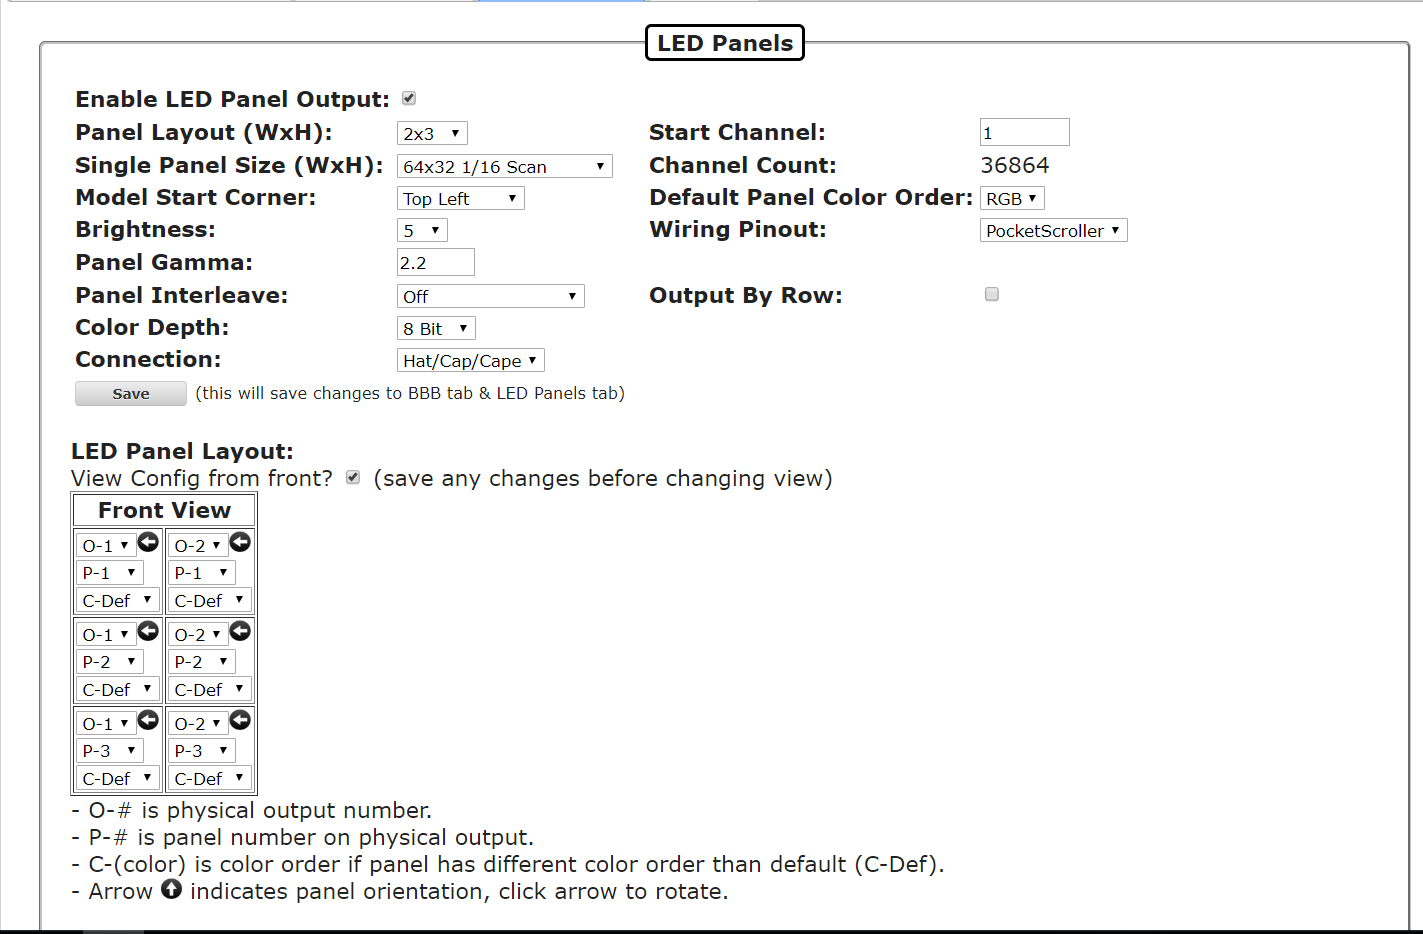 LED Panels
Enable LED Panel Output:
Panel Layout (WxH): 2x3 Start Channel: 1
Single Panel Size (WxH): 64x32 1/16 Scan Channel Count: 36864
Model Start Corner: Top Left Default Panel Color Order: RGB
Brightness: 5 Wiring Pinout: PocketScroller
Panel Gamma: 2.2
Panel Interleave: Off Output By Row:
Color Depth: 8 Bit
Connection: Hat/Cap/Cape
Save (this will save changes to BBB tab & LED Panels tab)
LED Panel Layout:
View Config from front? (save any changes before changing view)
Front View
O-1 O-2
P-1 P-1
C-Def C-Def
O-1 O-2
P-2 P-2
C-Def C-Def
O-1 O-2
P-3 P-3
C-Def C-Def
- O-# is physical output number.
- P-# is panel number on physical output.
- C-(color) is color order if panel has different color order than default (C-Def).
- Arrow indicates panel orientation, click arrow to rotate.